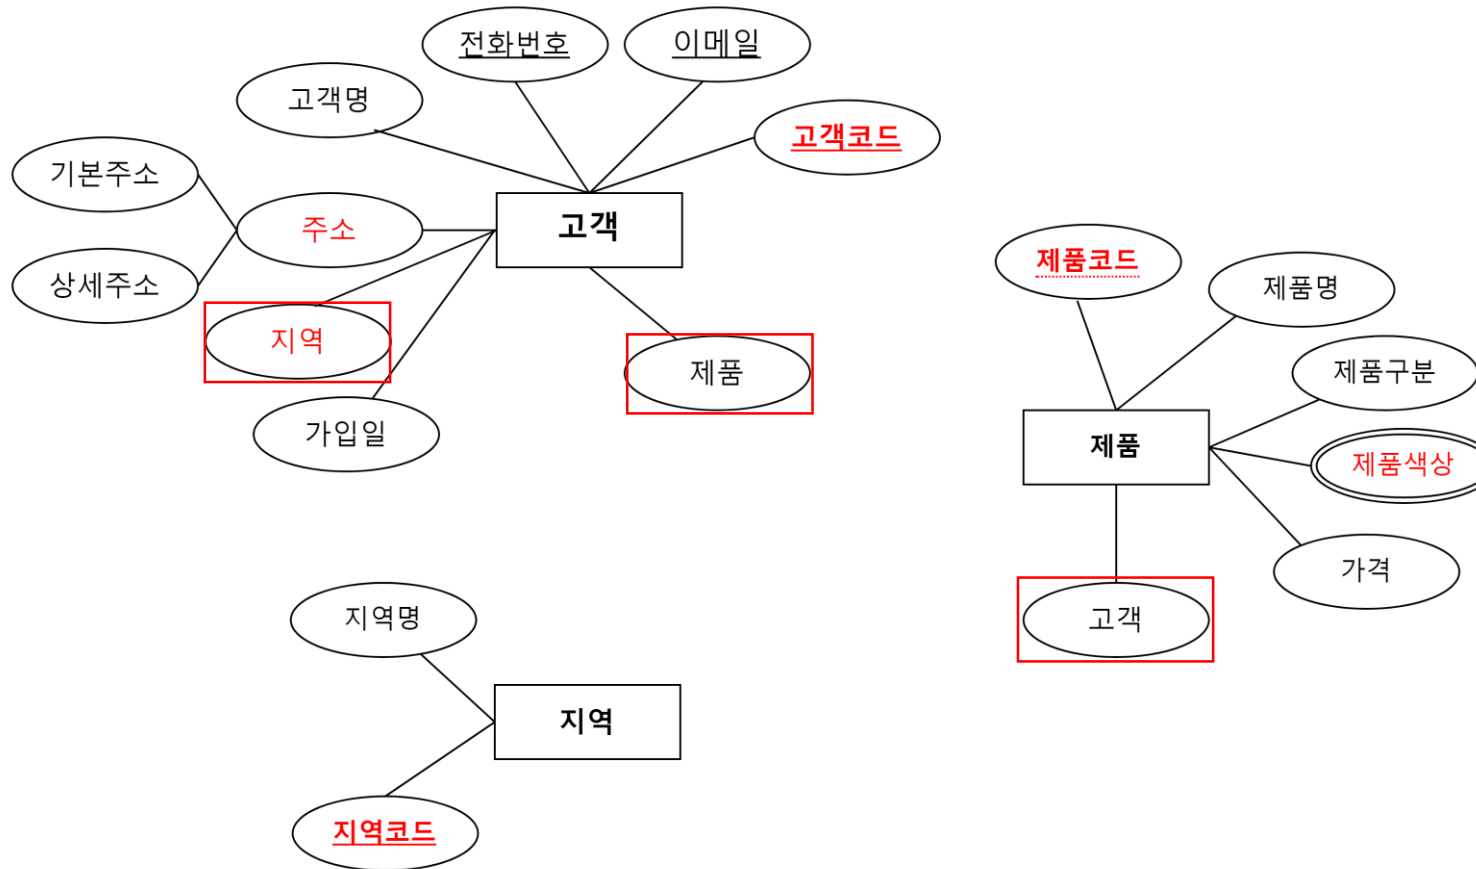 전화번호
이메일
고객명
고객코드
기본주소
주소
고객
상세주소
지역
제품
가입일
제품코드
제품명
제품구분
제품
제품색상
가격
고객
지역명
지역
지역코드